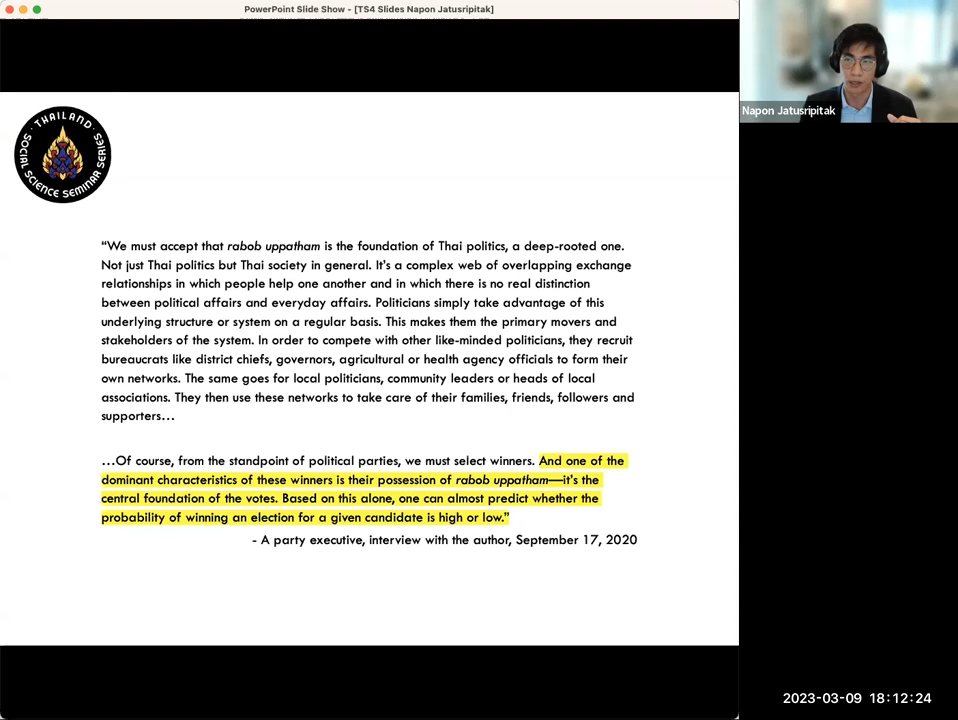 PowerPoint Slide Show - [TS4 Slides Napon Jatusripitak]
Napon Jatusripitak
· THAILAND ·
SOCIAL SCIENCE SEMINAR SERIES
“We must accept that rabob uppatham is the foundation of Thai politics, a deep-rooted one.
Not just Thai politics but Thai society in general. It’s a complex web of overlapping exchange
relationships in which people help one another and in which there is no real distinction
between political affairs and everyday affairs. Politicians simply take advantage of this
underlying structure or system on a regular basis. This makes them the primary movers and
stakeholders of the system. In order to compete with other like-minded politicians, they recruit
bureaucrats like district chiefs, governors, agricultural or health agency officials to form their
own networks. The same goes for local politicians, community leaders or heads of local
associations. They then use these networks to take care of their families, friends, followers and
supporters…
…Of course, from the standpoint of political parties, we must select winners. And one of the
dominant characteristics of these winners is their possession of rabob uppatham—it’s the
central foundation of the votes. Based on this alone, one can almost predict whether the
probability of winning an election for a given candidate is high or low.”
- A party executive, interview with the author, September 17, 2020
2023-03-09 18:12:24